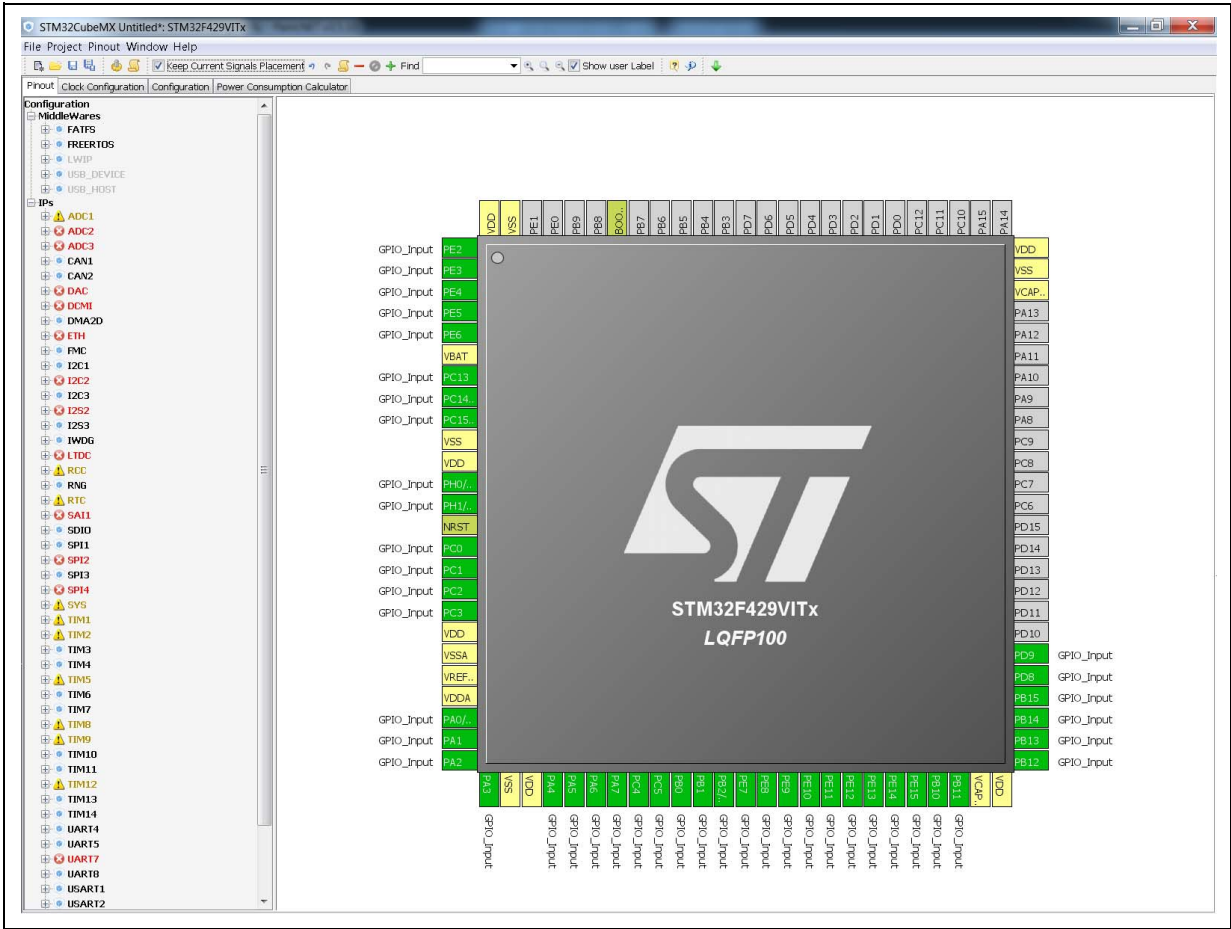 STM32CubeMX Untitled*: STM32F429VITx
File Project Pinout Window Help
Keep Current Signals Placement Find Show user Label
Pinout Clock Configuration Configuration Power Consumption Calculator
Configuration
MiddleWares
FATFS
FREERTOS
LWIP
USB_DEVICE
USB_HOST
IPs
ADC1
ADC2
ADC3
CAN1
CAN2
DAC
DCMI
DMA2D
ETH
FMC
I2C1
I2C2
I2C3
I2S2
I2S3
IWDG
LTDC
RCC
RNG
RTC
SAI1
SDIO
SPI1
SPI2
SPI3
SPI4
SYS
TIM1
TIM2
TIM3
TIM4
TIM5
TIM6
TIM7
TIM8
TIM9
TIM10
TIM11
TIM12
TIM13
TIM14
UART4
UART5
UART7
UART8
USART1
USART2
VDD
VSS
PE1
PE0
PB9
PB8
BOO..
PB7
PB6
PB5
PB4
PB3
PD7
PD6
PD5
PD4
PD3
PD2
PD1
PD0
PC12
PC11
PC10
PA15
PA14
GPIO_Input PE2
GPIO_Input PE3
GPIO_Input PE4
GPIO_Input PE5
GPIO_Input PE6
VBAT
GPIO_Input PC13
GPIO_Input PC14..
GPIO_Input PC15..
VSS
VDD
GPIO_Input PH0/..
GPIO_Input PH1/..
NRST
GPIO_Input PC0
GPIO_Input PC1
GPIO_Input PC2
GPIO_Input PC3
VDD
VSSA
VREF..
VDDA
GPIO_Input PA0/..
GPIO_Input PA1
GPIO_Input PA2
ST
STM32F429VITx
LQFP100
VDD
VSS
VCAP..
PA13
PA12
PA11
PA10
PA9
PA8
PC9
PC8
PC7
PC6
PD15
PD14
PD13
PD12
PD11
PD10
PD9 GPIO_Input
PD8 GPIO_Input
PB15 GPIO_Input
PB14 GPIO_Input
PB13 GPIO_Input
PB12 GPIO_Input
PA3 GPIO_Input
VSS
VDD
PA4 GPIO_Input
PA5 GPIO_Input
PA6 GPIO_Input
PA7 GPIO_Input
PC4 GPIO_Input
PC5 GPIO_Input
PB0 GPIO_Input
PB1 GPIO_Input
PB2/.. GPIO_Input
PE7 GPIO_Input
PE8 GPIO_Input
PE9 GPIO_Input
PE10 GPIO_Input
PE11 GPIO_Input
PE12 GPIO_Input
PE13 GPIO_Input
PE14 GPIO_Input
PE15 GPIO_Input
PB10 GPIO_Input
PB11 GPIO_Input
VCAP..
VDD